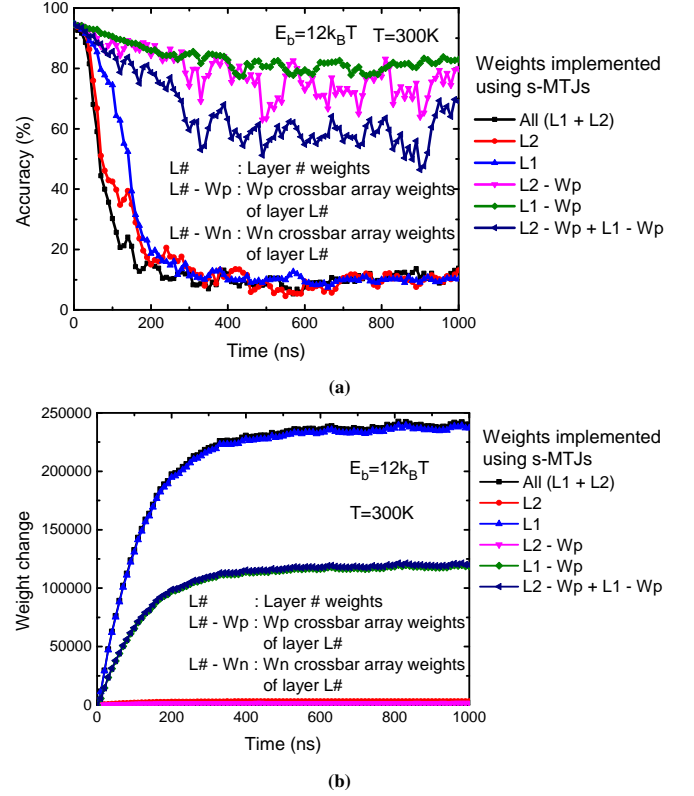 100
80
60
40
20
0
Accuracy (%)
E_b=12k_BT T=300K
L# : Layer # weights
L# - Wp : Wp crossbar array weights
of layer L#
L# - Wn : Wn crossbar array weights
of layer L#
0 200 400 600 800 1000
Time (ns)
Weights implemented
using s-MTJs
All (L1 + L2)
L2
L1
L2 - Wp
L1 - Wp
L2 - Wp + L1 - Wp
(a)
250000
200000
150000
100000
50000
0
Weight change
E_b=12k_BT
T=300K
L# : Layer # weights
L# - Wp : Wp crossbar array weights
of layer L#
L# - Wn : Wn crossbar array weights
of layer L#
0 200 400 600 800 1000
Time (ns)
Weights implemented
using s-MTJs
All (L1 + L2)
L2
L1
L2 - Wp
L1 - Wp
L2 - Wp + L1 - Wp
(b)